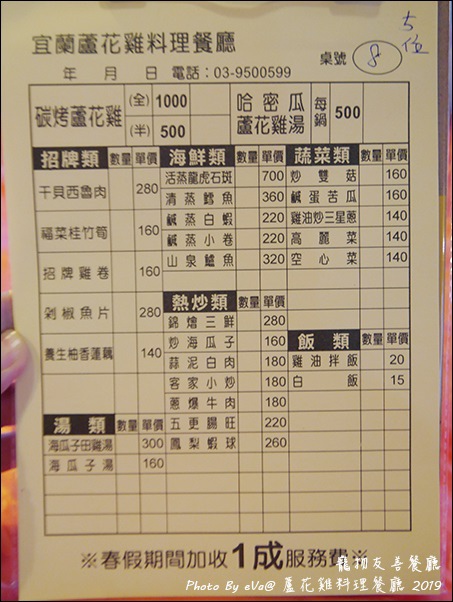 宜蘭蘆花雞料理餐廳
5位
年 月 日 電話：03-9500599
桌號 8
碳烤蘆花雞 (全) 1000
(半) 500
哈密瓜蘆花雞湯 每鍋 500
招牌類 數量 單價
干貝西魯肉 280
福菜桂竹筍 160
招牌雞卷 160
剁椒魚片 280
養生柚香蓮藕 140
湯類 數量 單價
海瓜子田雞湯 300
海瓜子湯 160
海鮮類 數量 單價
活蒸龍虎石斑 700
清蒸鱈魚 360
鹹蒸白蝦 220
鹹蒸小卷 220
山泉鱸魚 320
熱炒類 數量 單價
錦燴三鮮 280
炒海瓜子 160
蒜泥白肉 180
客家小炒 180
蔥爆牛肉 180
五更腸旺 220
鳳梨蝦球 260
蔬菜類 數量 單價
炒雙菇 160
鹹蛋苦瓜 160
雞油炒三星蔥 140
高麗菜 140
空心菜 140
飯類 數量 單價
雞油拌飯 20
白飯 15
※春假期間加收1成服務費※
寵物友善餐廳
Photo By eVa@ 蘆花雞料理餐廳 2019